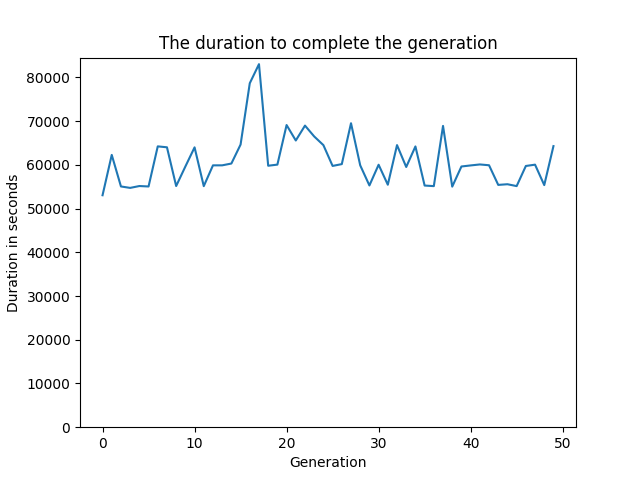 The duration to complete the generation
80000
70000
60000
50000
40000
30000
20000
10000
0
Duration in seconds
0 10 20 30 40 50
Generation